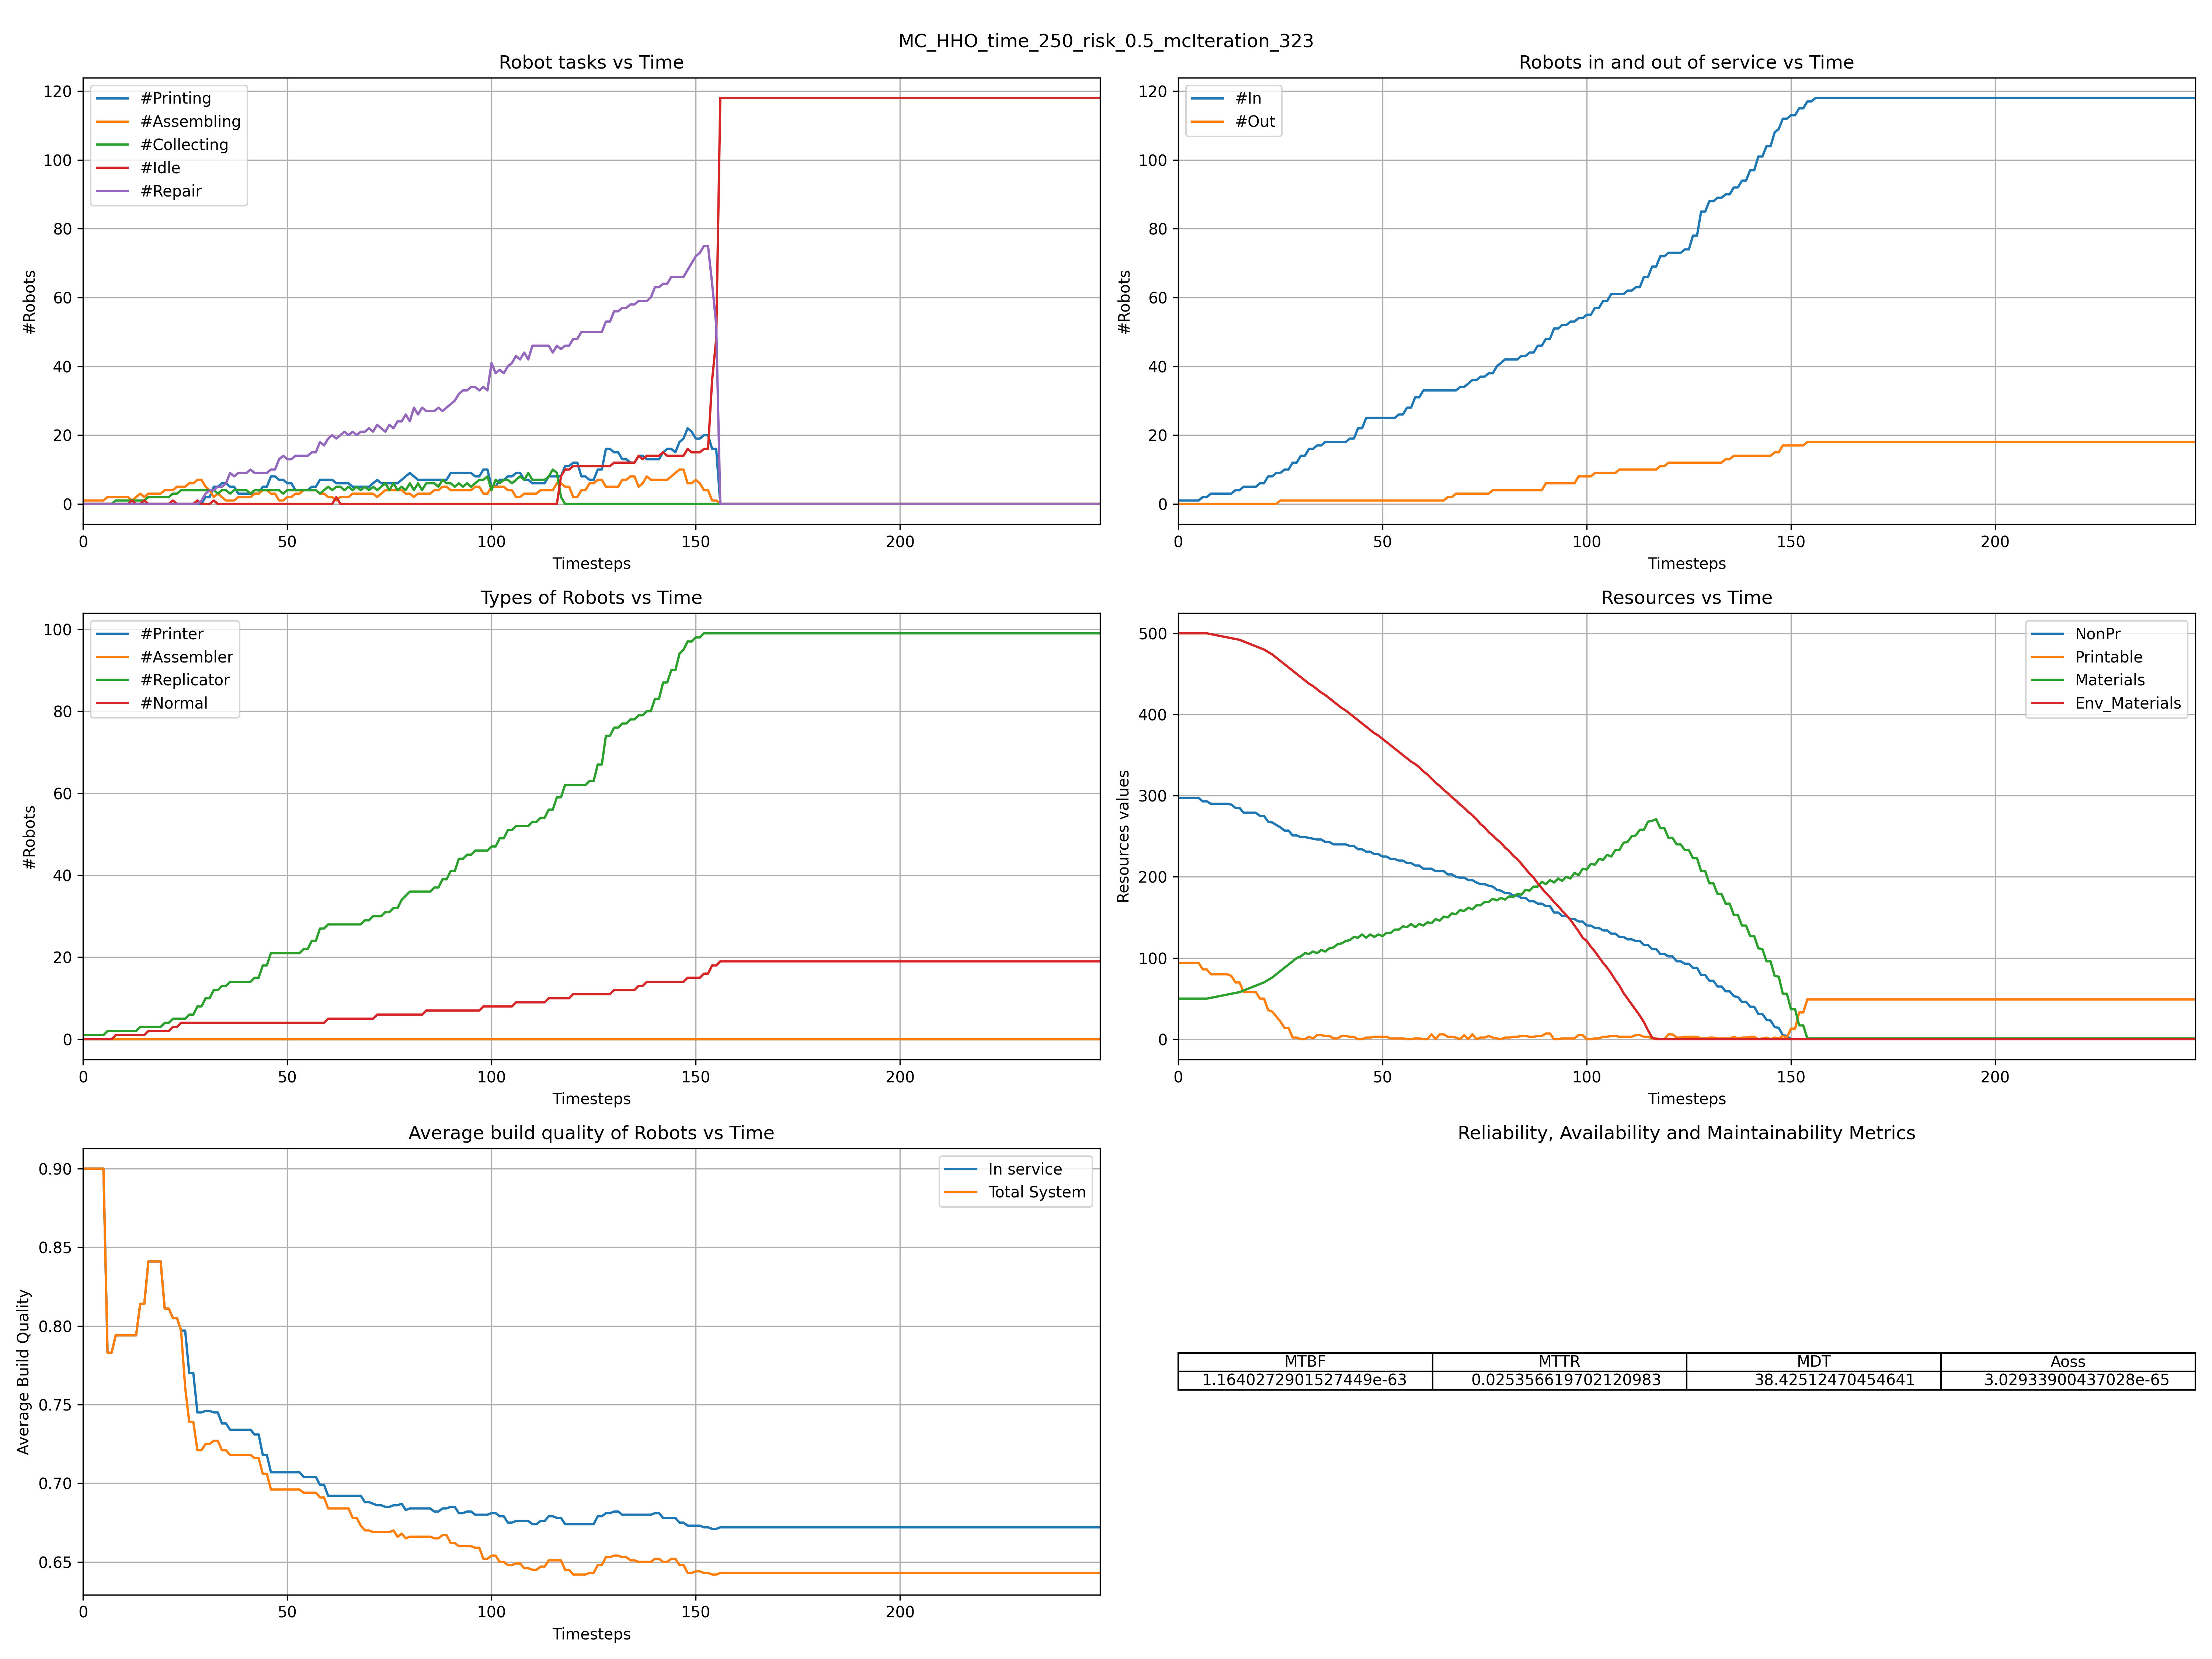 MC_HHO_time_250_risk_0.5_mcIteration_323
Robot tasks vs Time
120
100
80
60
40
20
0
#Robots
#Printing
#Assembling
#Collecting
#Idle
#Repair
0 50 100 150 200
Timesteps
Robots in and out of service vs Time
120
100
80
60
40
20
0
#Robots
#In
#Out
0 50 100 150 200
Timesteps
Types of Robots vs Time
100
80
60
40
20
0
#Robots
#Printer
#Assembler
#Replicator
#Normal
0 50 100 150 200
Timesteps
Resources vs Time
500
400
300
200
100
0
Resources values
NonPr
Printable
Materials
Env_Materials
0 50 100 150 200
Timesteps
Average build quality of Robots vs Time
0.90
0.85
0.80
0.75
0.70
0.65
Average Build Quality
In service
Total System
0 50 100 150 200
Timesteps
Reliability, Availability and Maintainability Metrics
MTBF MTTR MDT Aoss
1.1640272901527449e-63 0.025356619702120983 38.42512470454641 3.02933900437028e-65